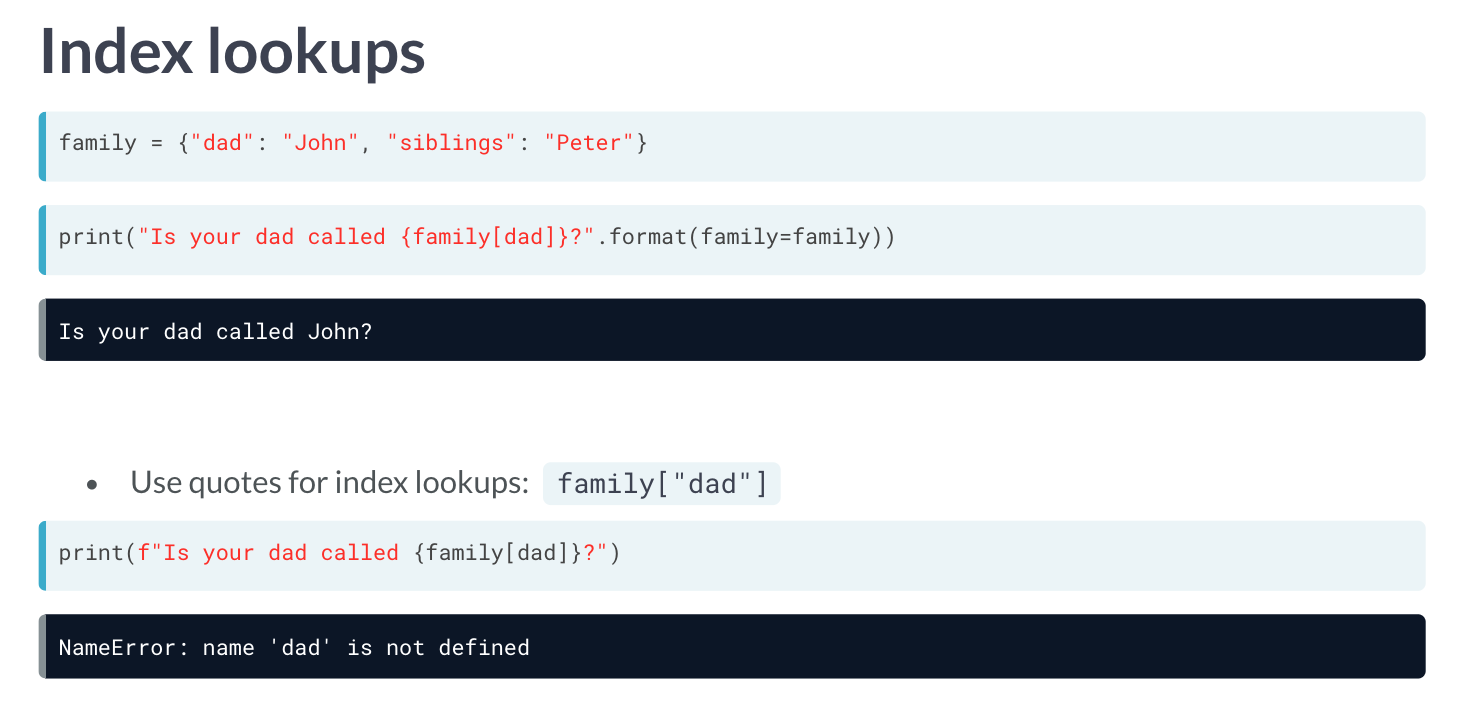 Index lookups
family = {"dad": "John", "siblings": "Peter"}
print("Is your dad called {family[dad]}?".format(family=family))
Is your dad called John?
• Use quotes for index lookups: family["dad"]
print(f"Is your dad called {family[dad]}?")
NameError: name 'dad' is not defined